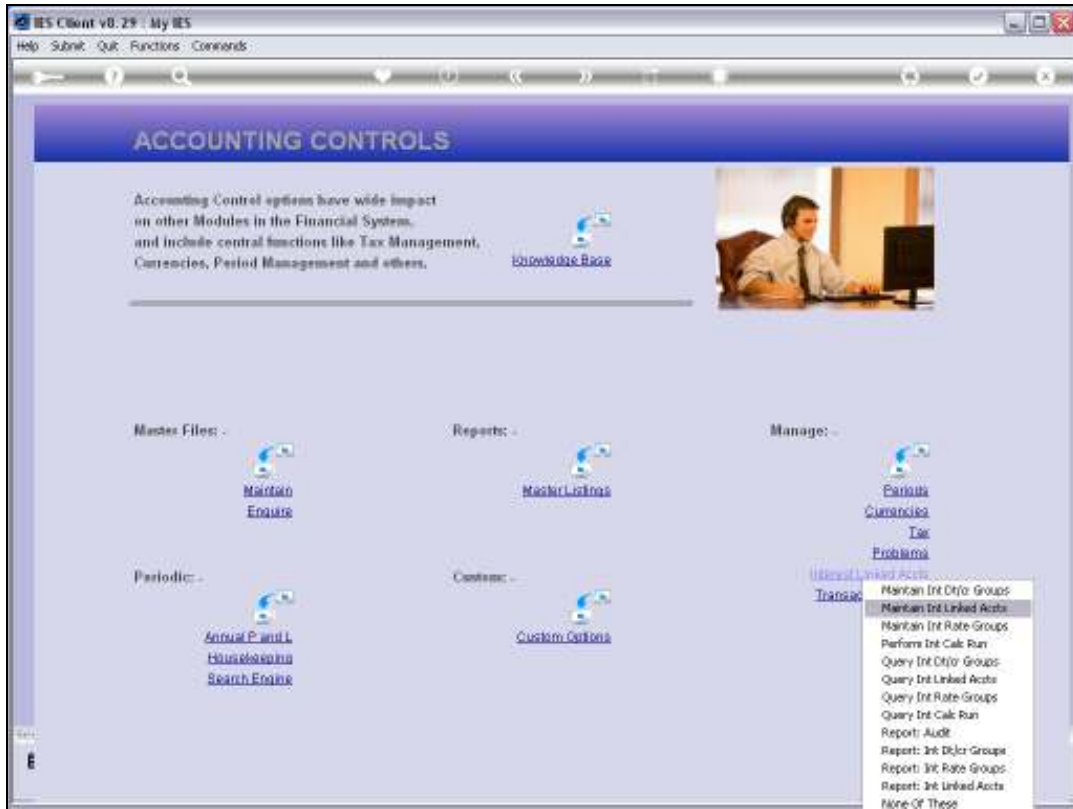 IES Client v8.29 : My IES
Help Submit Quit Functions Commands
ACCOUNTING CONTROLS
Accounting Control options have wide impact
on other Modules in the Financial System,
and include central functions like Tax Management,
Currencies, Period Management and others.
Knowledge Base
Master Files: -
Maintain
Enquire
Reports: -
Master Listings
Manage: -
Periods
Currencies
Tax
Problems
Interest Linked Accts
Transac
Periodic: -
Annual P and L
Housekeeping
Search Engine
Custom: -
Custom Options
Maintain Int Dt/cr Groups
Maintain Int Linked Accts
Maintain Int Rate Groups
Perform Int Calc Run
Query Int Dt/cr Groups
Query Int Linked Accts
Query Int Rate Groups
Query Int Calc Run
Report: Audit
Report: Int Dt/cr Groups
Report: Int Rate Groups
Report: Int Linked Accts
None Of These